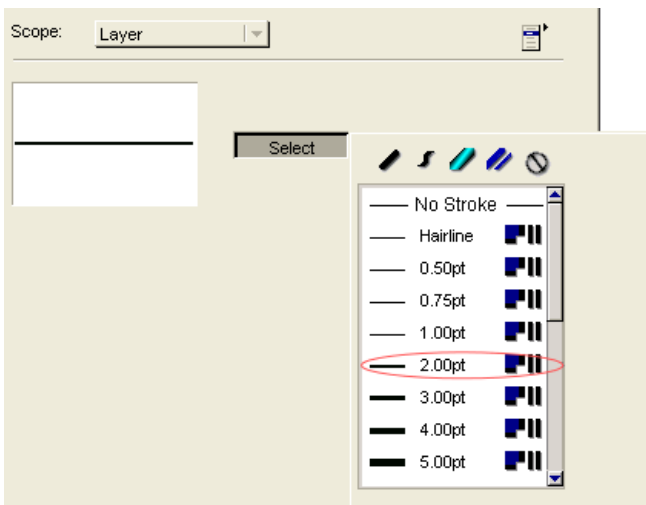 Scope:
Layer
Select
No Stroke
Hairline
0.50pt
0.75pt
1.00pt
2.00pt
3.00pt
4.00pt
5.00pt